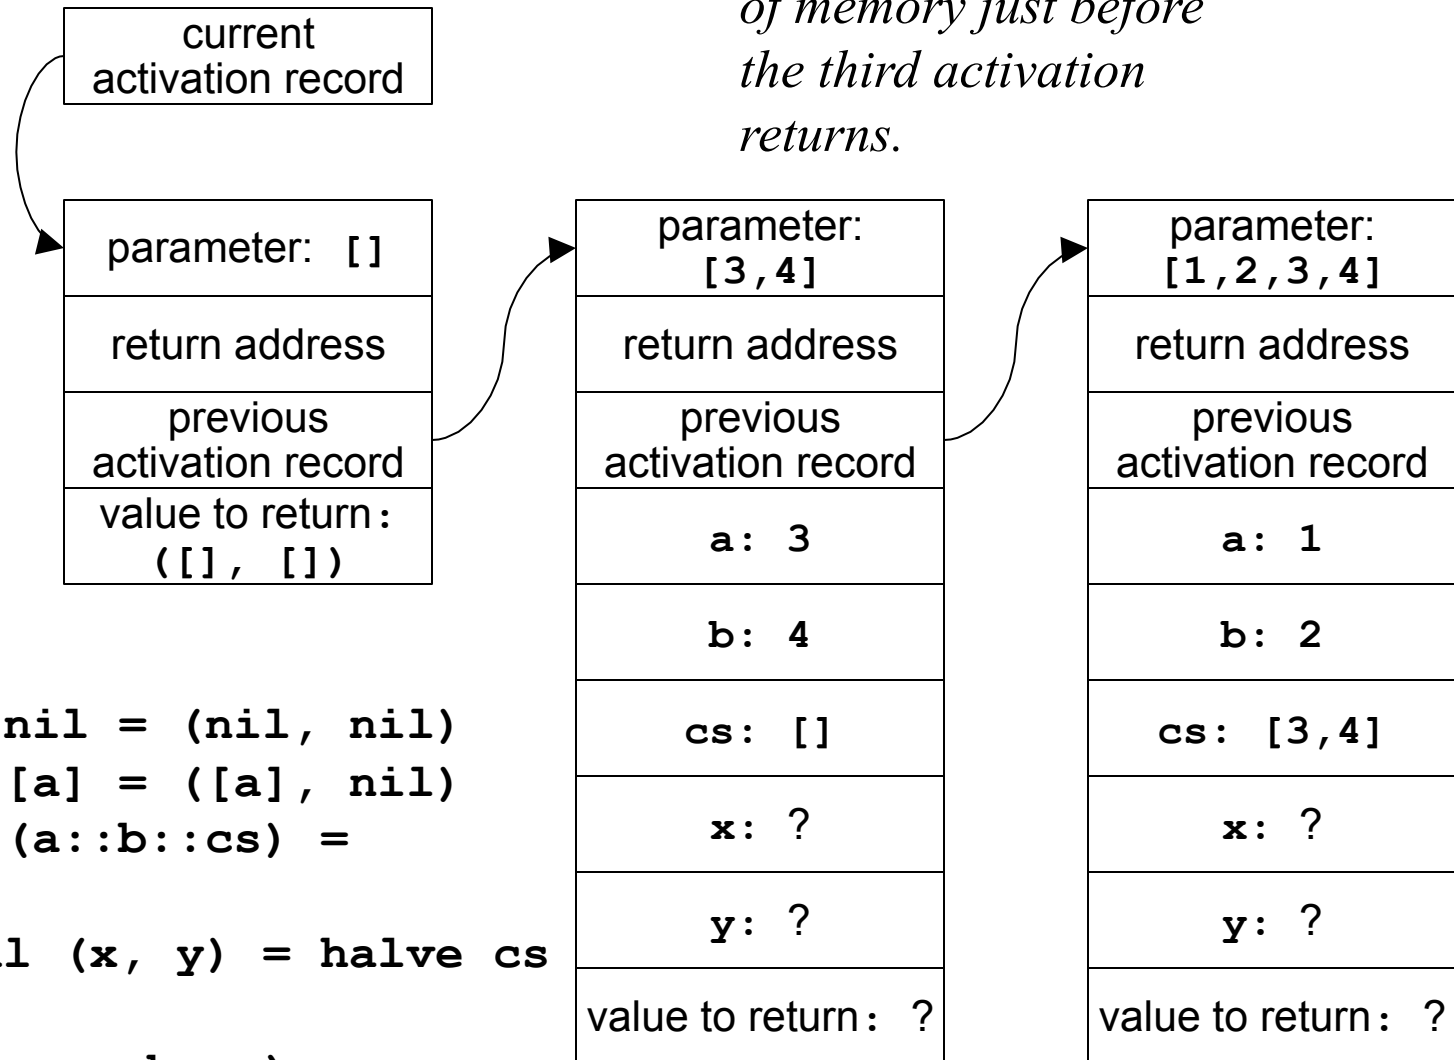 of memory just before
the third activation
returns.
current
activation record
parameter: []
return address
previous
activation record
value to return:
([], [])
parameter:
[3,4]
return address
previous
activation record
a: 3
b: 4
cs: []
x: ?
y: ?
value to return: ?
parameter:
[1,2,3,4]
return address
previous
activation record
a: 1
b: 2
cs: [3,4]
x: ?
y: ?
value to return: ?
nil = (nil, nil)
[a] = ([a], nil)
(a::b::cs) =
(x, y) = halve cs